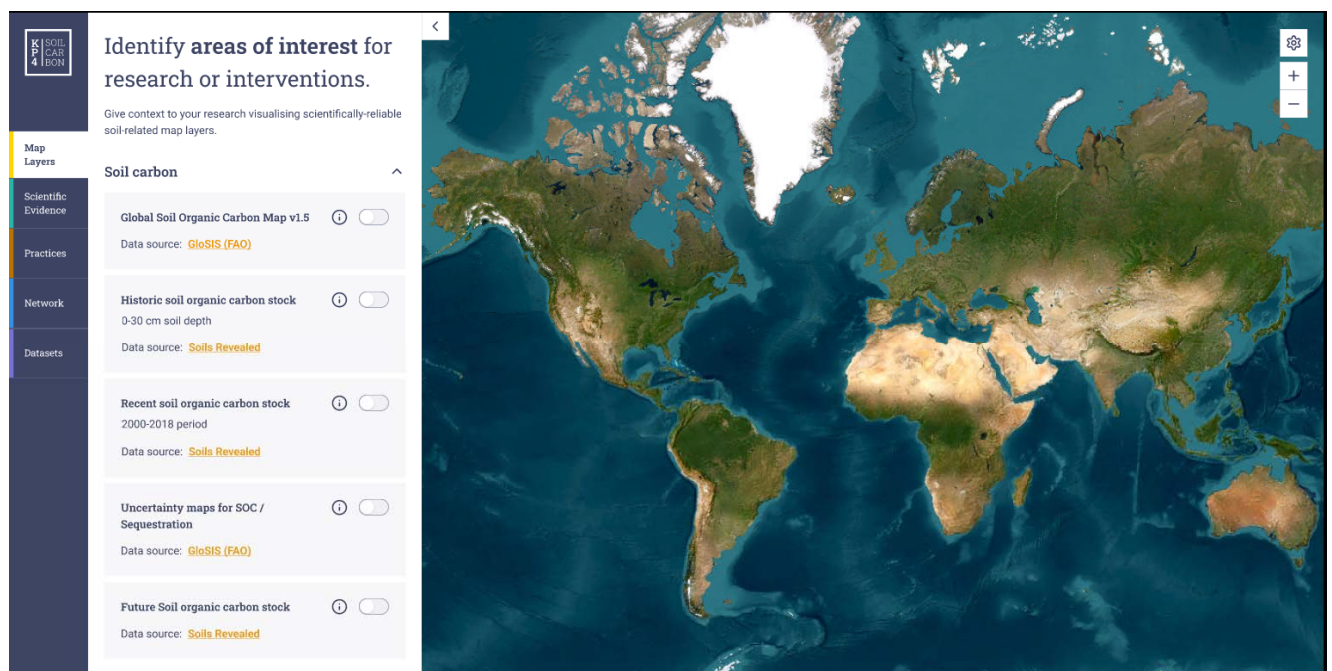 K SOIL
P CAR
4 BON
Map
Layers
Scientific
Evidence
Practices
Network
Datasets
Identify areas of interest for
research or interventions.
Give context to your research visualising scientifically-reliable
soil-related map layers.
Soil carbon
Global Soil Organic Carbon Map v1.5
Data source: GloSIS (FAO)
Historic soil organic carbon stock
0-30 cm soil depth
Data source: Soils Revealed
Recent soil organic carbon stock
2000-2018 period
Data source: Soils Revealed
Uncertainty maps for SOC /
Sequestration
Data source: GloSIS (FAO)
Future Soil organic carbon stock
Data source: Soils Revealed